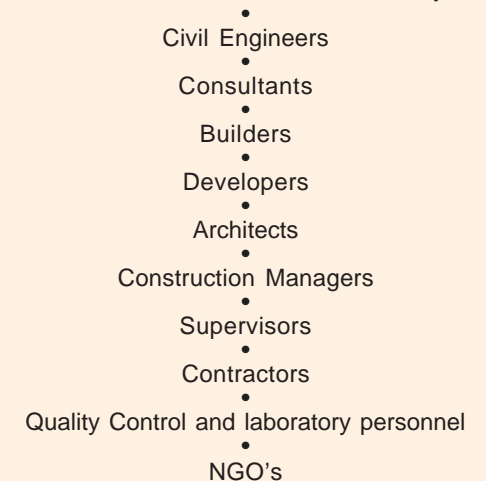 •
Civil Engineers
•
Consultants
•
Builders
•
Developers
•
Architects
•
Construction Managers
•
Supervisors
•
Contractors
•
Quality Control and laboratory personnel
•
NGO's